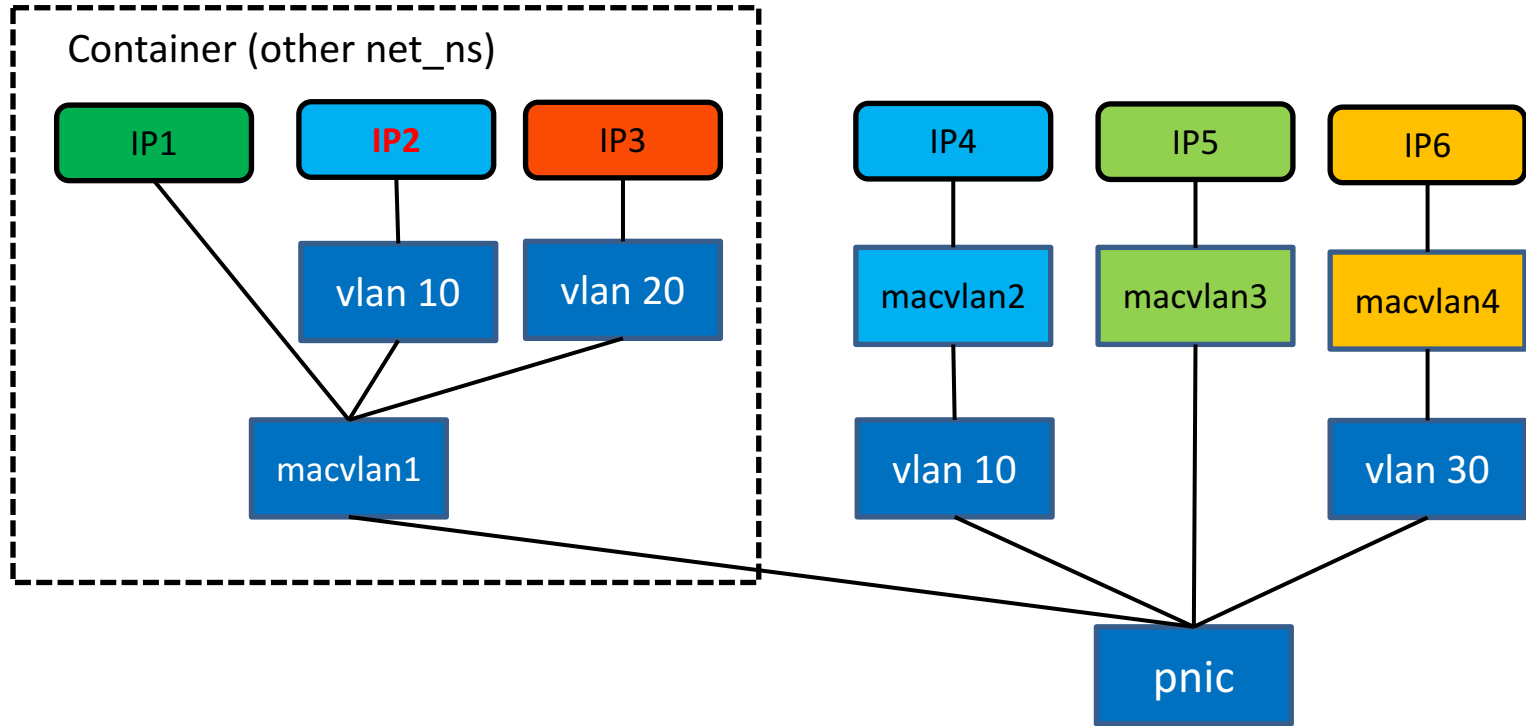 Container (other net_ns)
IP1
IP2
IP3
IP4
IP5
IP6
vlan 10
vlan 20
macvlan2
macvlan3
macvlan4
macvlan1
vlan 10
vlan 30
pnic